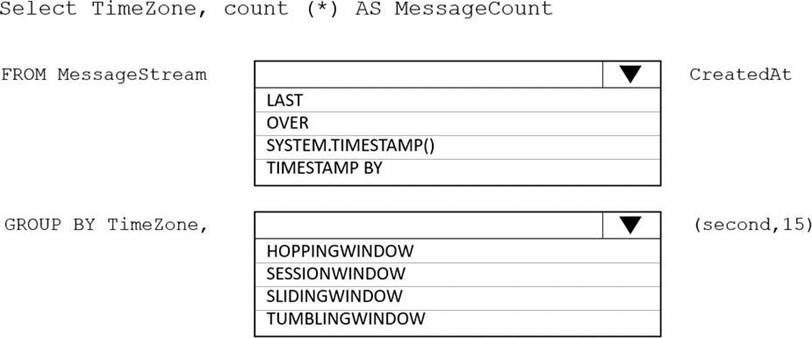 Select TimeZone, count (*) AS MessageCount
FROM MessageStream CreatedAt
LAST
OVER
SYSTEM.TIMESTAMP()
TIMESTAMP BY
GROUP BY TimeZone, (second,15)
HOPPINGWINDOW
SESSIONWINDOW
SLIDINGWINDOW
TUMBLINGWINDOW